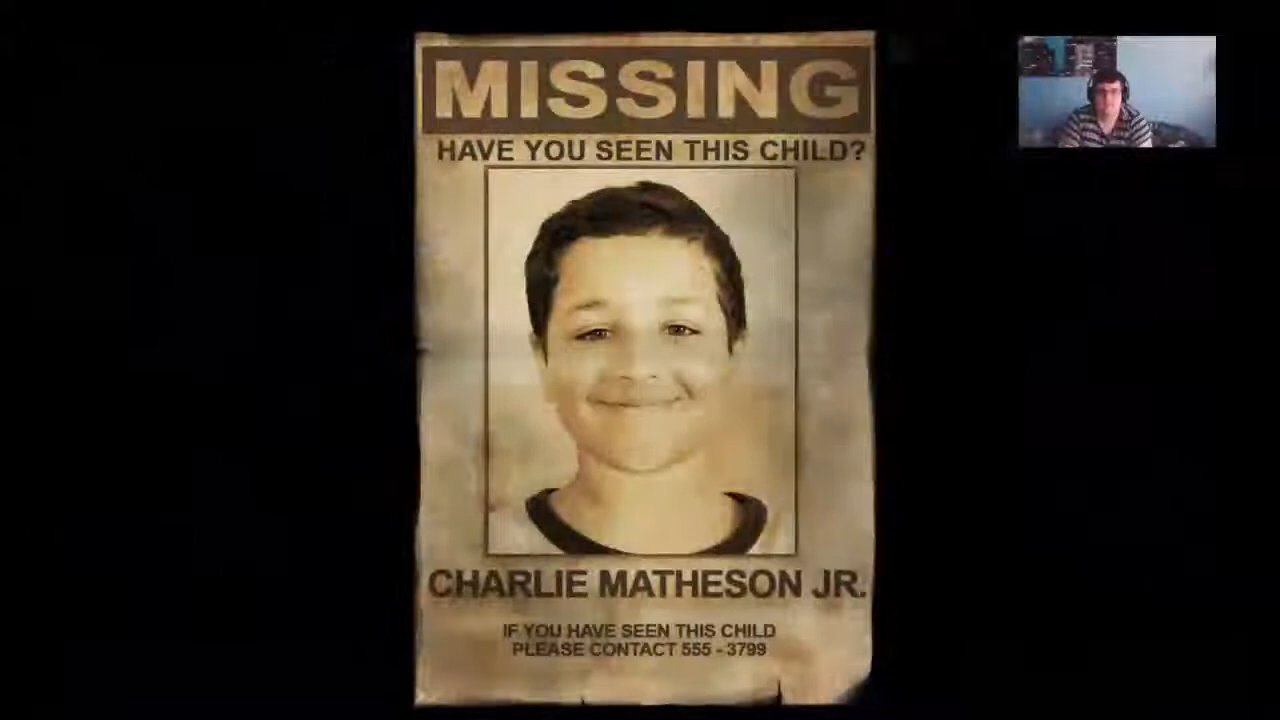 MISSING
HAVE YOU SEEN THIS CHILD?
CHARLIE MATHESON JR.
IF YOU HAVE SEEN THIS CHILD
PLEASE CONTACT 555 - 3799